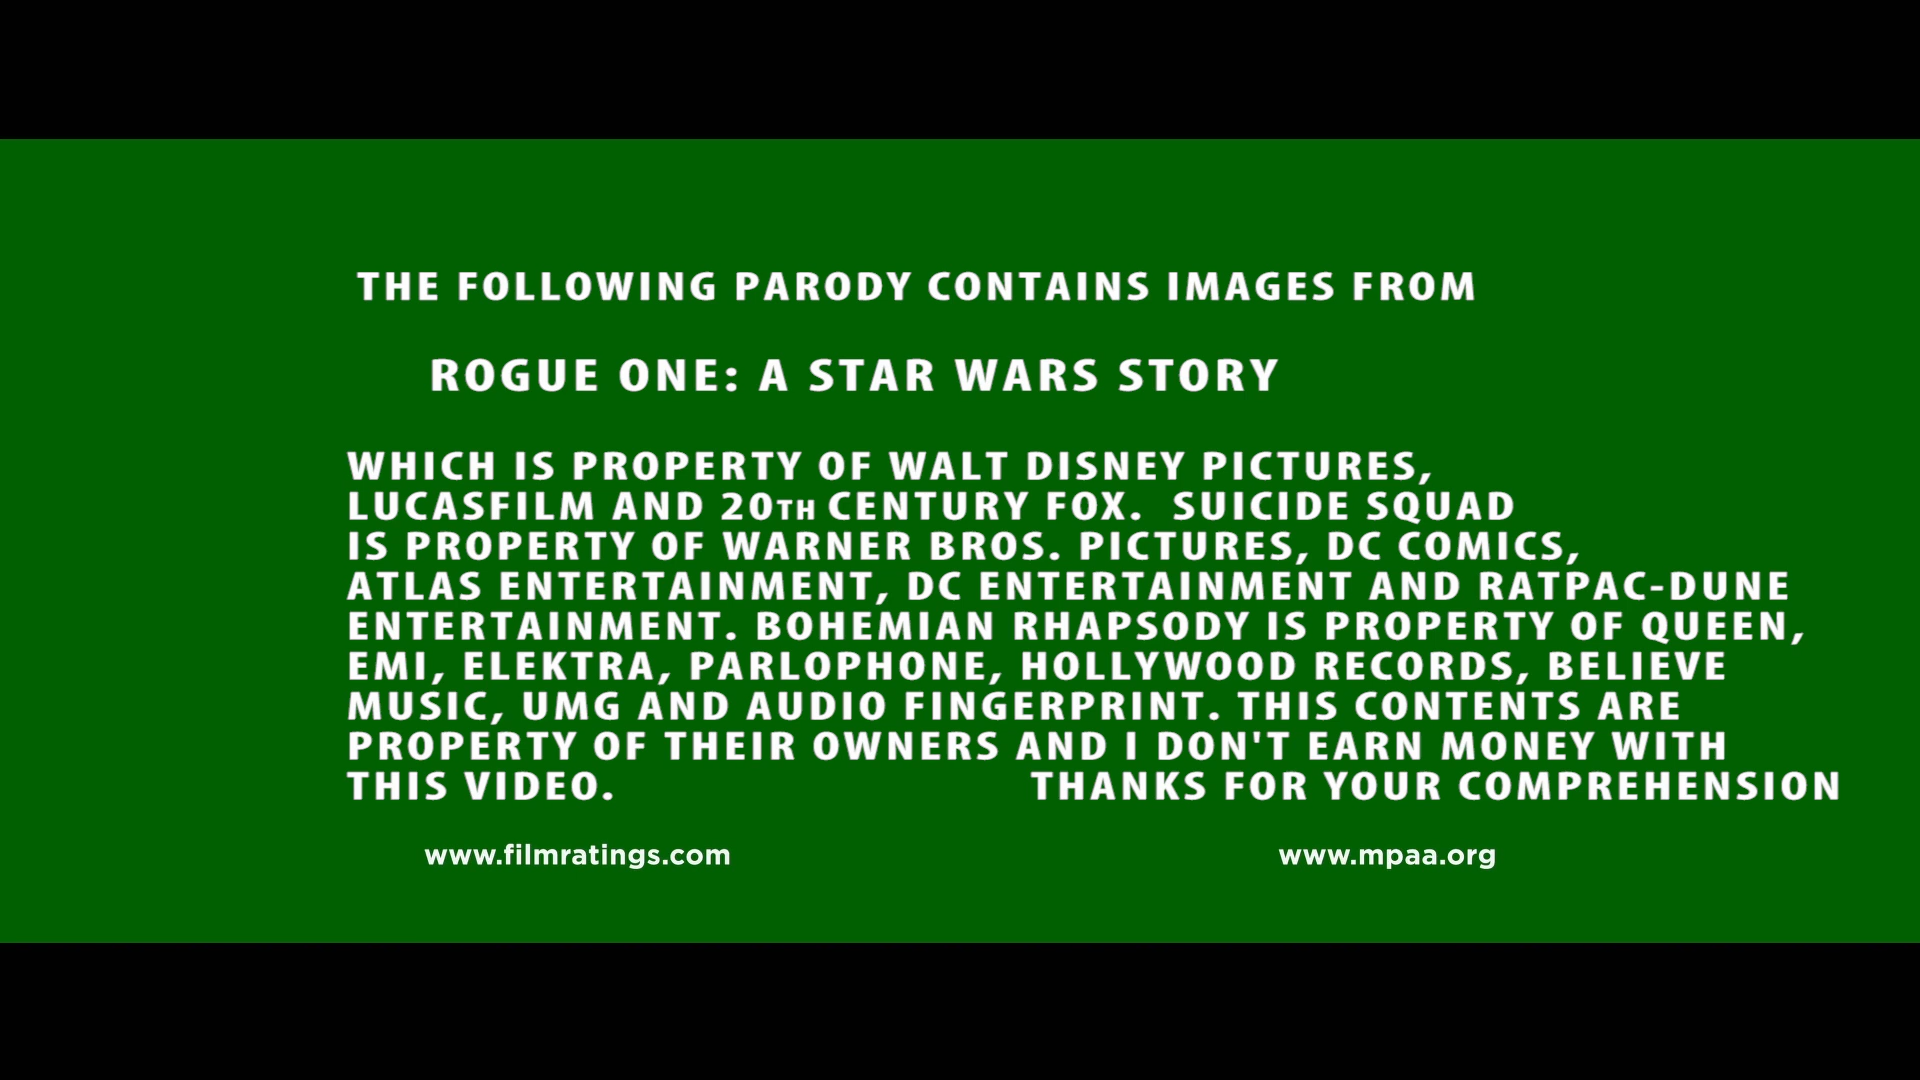 THE FOLLOWING PARODY CONTAINS IMAGES FROM
ROGUE ONE: A STAR WARS STORY
WHICH IS PROPERTY OF WALT DISNEY PICTURES,
LUCASFILM AND 20TH CENTURY FOX. SUICIDE SQUAD
IS PROPERTY OF WARNER BROS. PICTURES, DC COMICS,
ATLAS ENTERTAINMENT, DC ENTERTAINMENT AND RATPAC-DUNE
ENTERTAINMENT. BOHEMIAN RHAPSODY IS PROPERTY OF QUEEN,
EMI, ELEKTRA, PARLOPHONE, HOLLYWOOD RECORDS, BELIEVE
MUSIC, UMG AND AUDIO FINGERPRINT. THIS CONTENTS ARE
PROPERTY OF THEIR OWNERS AND I DON'T EARN MONEY WITH
THIS VIDEO. THANKS FOR YOUR COMPREHENSION
www.filmratings.com www.mpaa.org